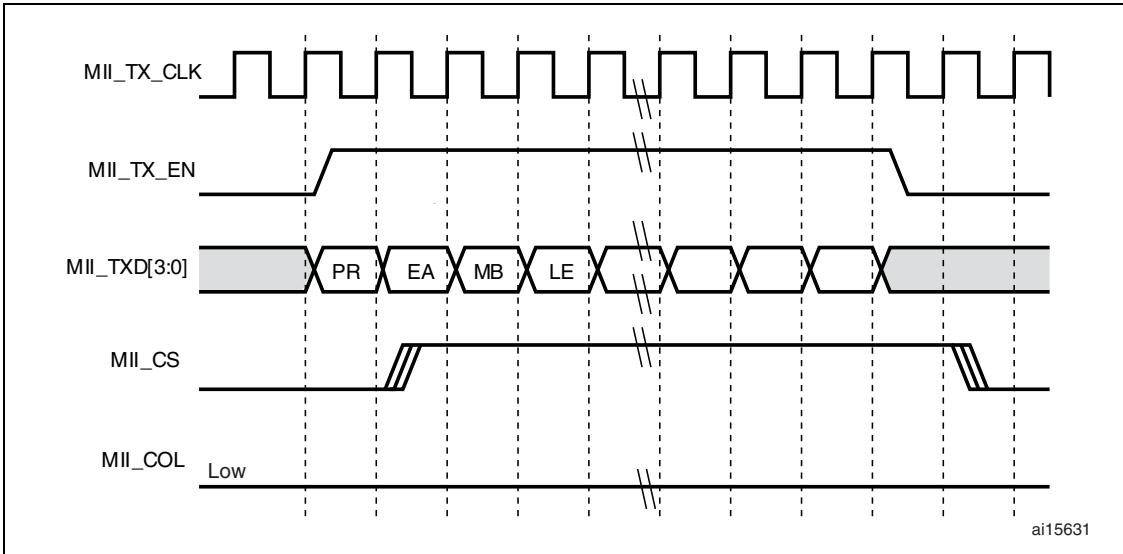 MII_TX_CLK
MII_TX_EN
MII_TXD[3:0] PR EA MB LE
MII_CS
MII_COL Low
ai15631